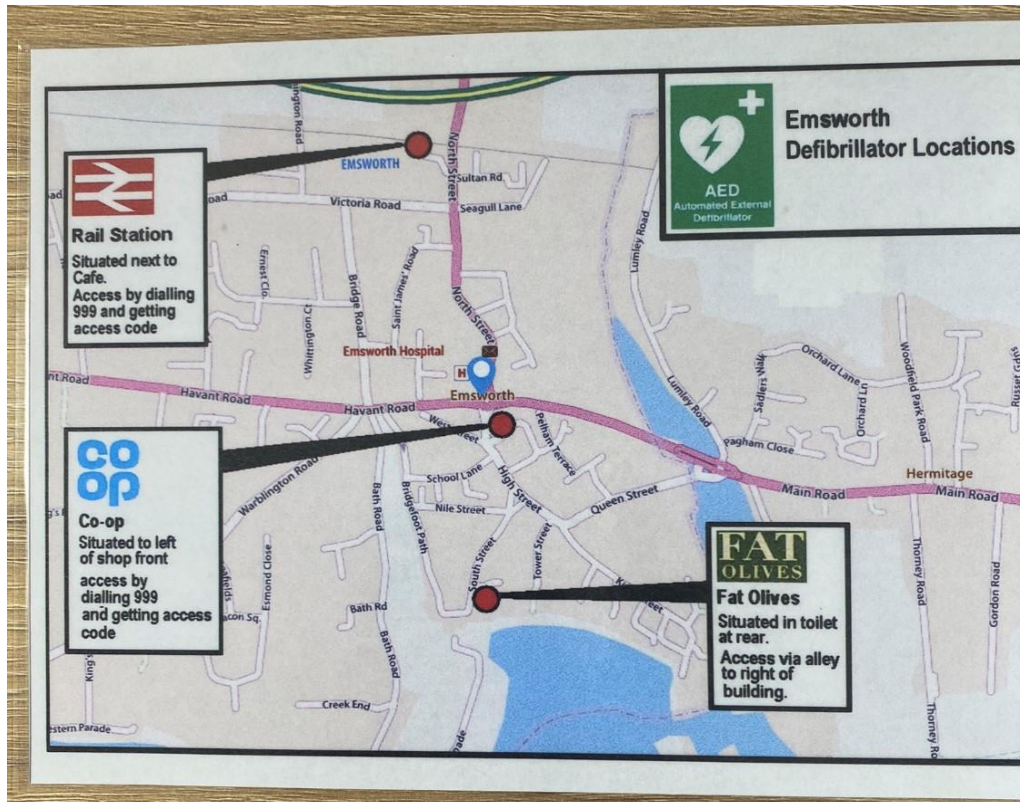 Emsworth
Defibrillator Locations
AED
Automated External
Defibrillator
Rail Station
Situated next to
Cafe.
Access by dialling
999 and getting
access code
CO
OP
Co-op
Situated to left
of shop front
access by
dialling 999
and getting access
code
FAT
OLIVES
Fat Olives
Situated in toilet
at rear.
Access via alley
to right of
building.
EMSWORTH
North Street
Sultan Rd
Seagull Lane
Victoria Road
Lumley Road
Ernest Clo
Whittington Ct
Bridge Road
Saint James' Road
North Street
Emsworth Hospital
H
Emsworth
Havant Road
Havant Road
West Street
Pelham Terrace
School Lane
High Street
Nile Street
Queen Street
Warblington Road
Bath Road
Bridgefoot Path
South Street
Tower Street
Esmond Close
Bath Rd
Bath Road
Creek End
Lumley Road
Sadlers Walk
Orchard Lane
Orchard Ln
Woodfield Park Road
Hermitage
Main Road
Main Road
Thorney Road
Gordon Road